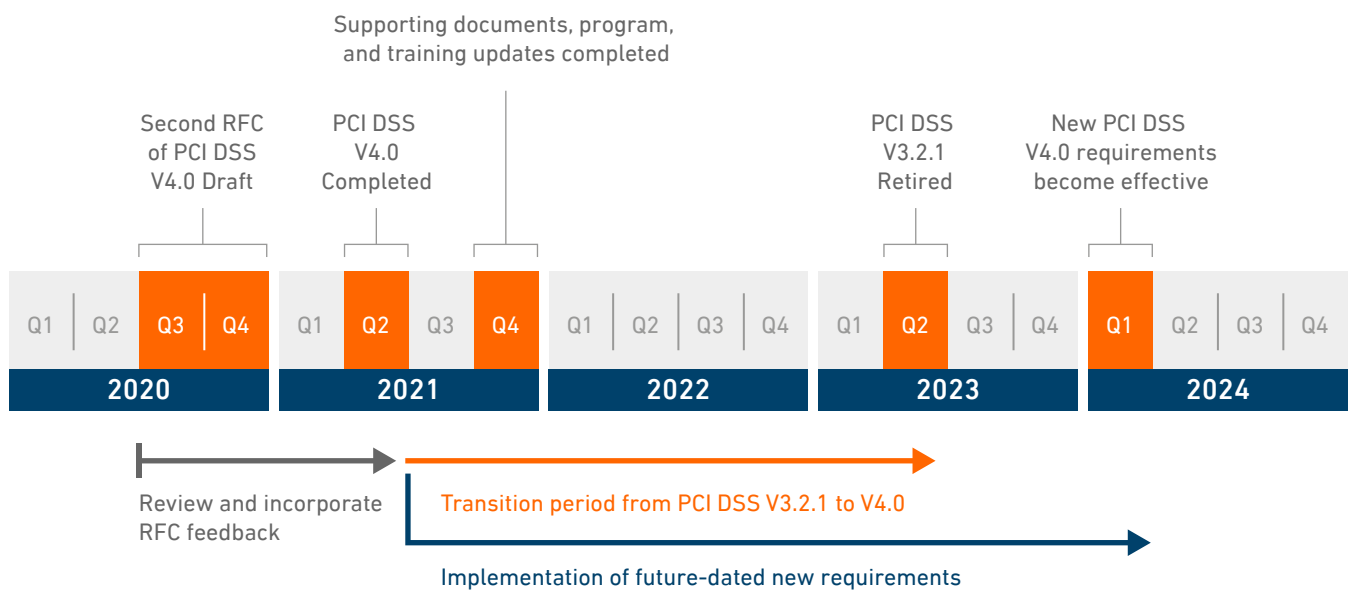 Supporting documents, program,
and training updates completed
Second RFC
of PCI DSS
V4.0 Draft
PCI DSS
V4.0
Completed
PCI DSS
V3.2.1
Retired
New PCI DSS
V4.0 requirements
become effective
Q1 Q2 Q3 Q4 Q1 Q2 Q3 Q4 Q1 Q2 Q3 Q4 Q1 Q2 Q3 Q4 Q1 Q2 Q3 Q4
2020 2021 2022 2023 2024
Review and incorporate
RFC feedback
Transition period from PCI DSS V3.2.1 to V4.0
Implementation of future-dated new requirements